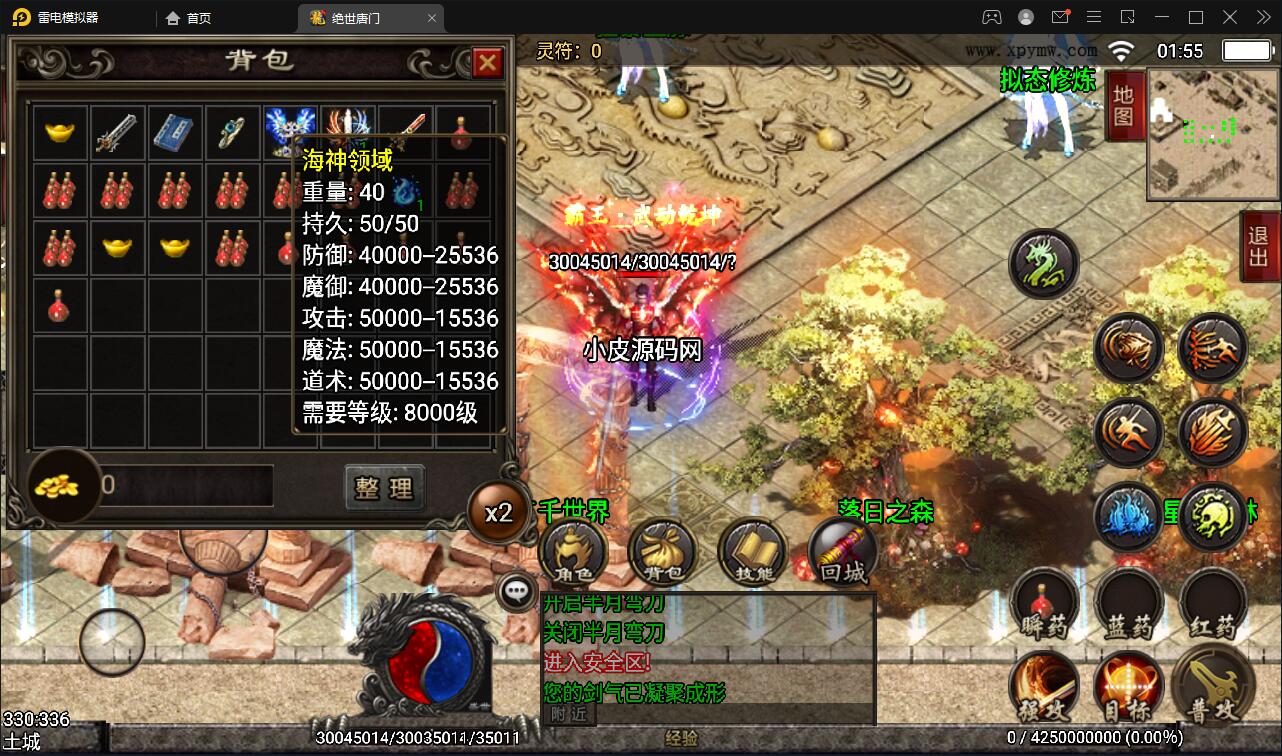 雷电模拟器
首页
绝世唐门
背包
灵符: 0
www.xpymw.com
01:55
拟态修炼
地图
退出
海神领域
重量: 40
1
持久: 50/50
防御: 40000–25536
魔御: 40000–25536
攻击: 50000–15536
魔法: 50000–15536
道术: 50000–15536
需要等级: 8000级
霸王·武动乾坤
30045014/30045014/?
小皮源码网
0
整理
x2
千世界
落日之森
星
林
角色
背包
技能
回城
开启半月弯刀
关闭半月弯刀
进入安全区!
您的剑气已凝聚成形
附近
瞬药
蓝药
红药
强攻
目标
普攻
330:336
土城
30045014/30035014/35011
经验
0 / 4250000000 (0.00%)